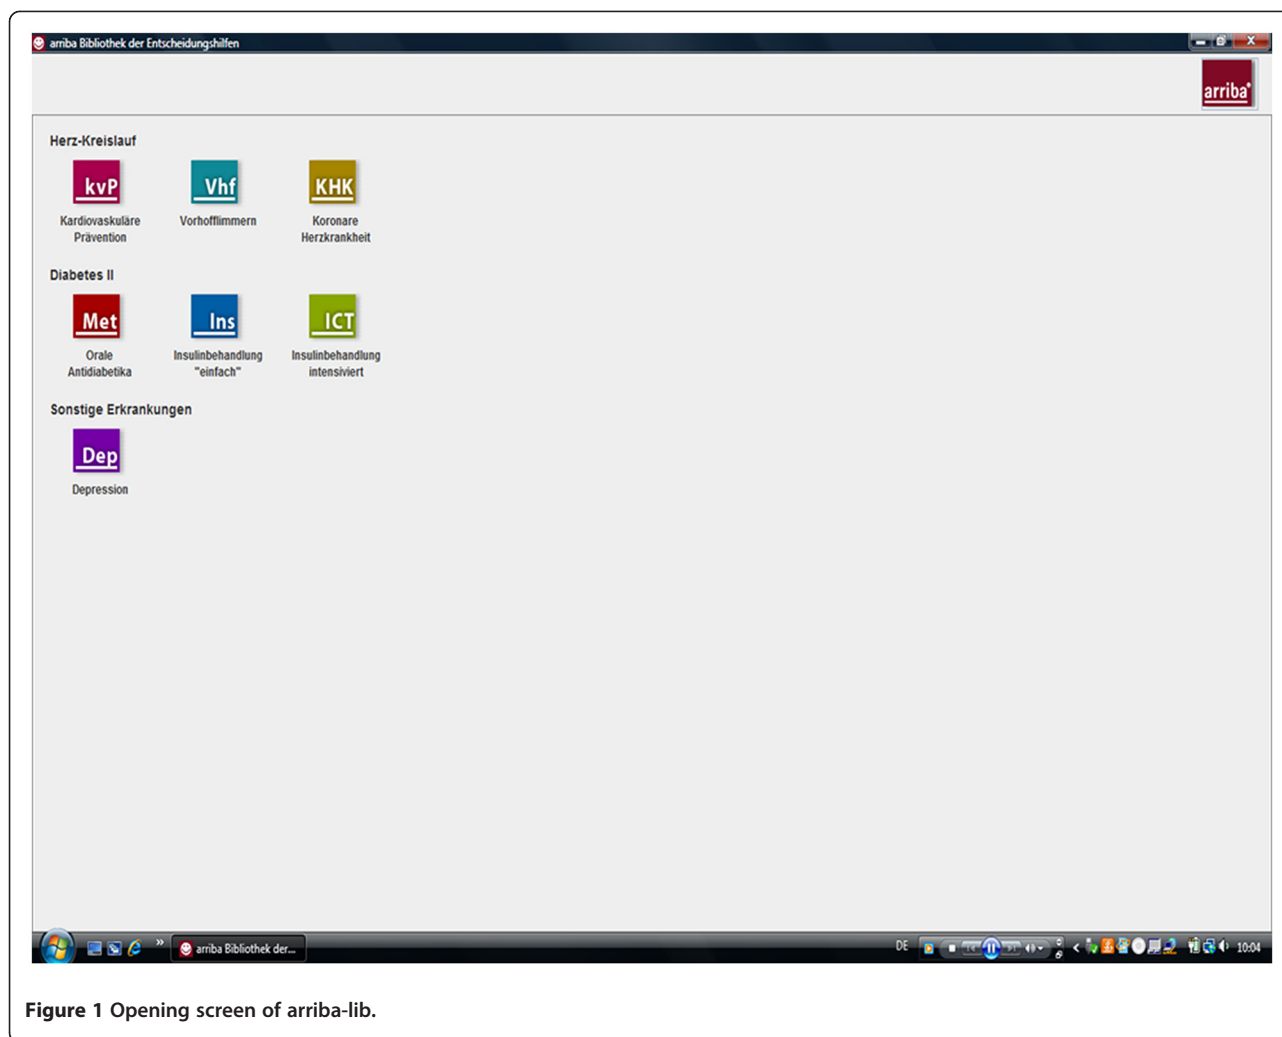 arriba Bibliothek der Entscheidungshilfen
arriba
Herz-Kreislauf
kvP Vhf KHK
Kardiovaskuläre Vorhofflimmern Koronare
Prävention Herzkrankheit
Diabetes II
Met Ins ICT
Orale Insulinbehandlung Insulinbehandlung
Antidiabetika "einfach" intensiviert
Sonstige Erkrankungen
Dep
Depression
» arriba Bibliothek der... DE 10:04
Figure 1 Opening screen of arriba-lib.